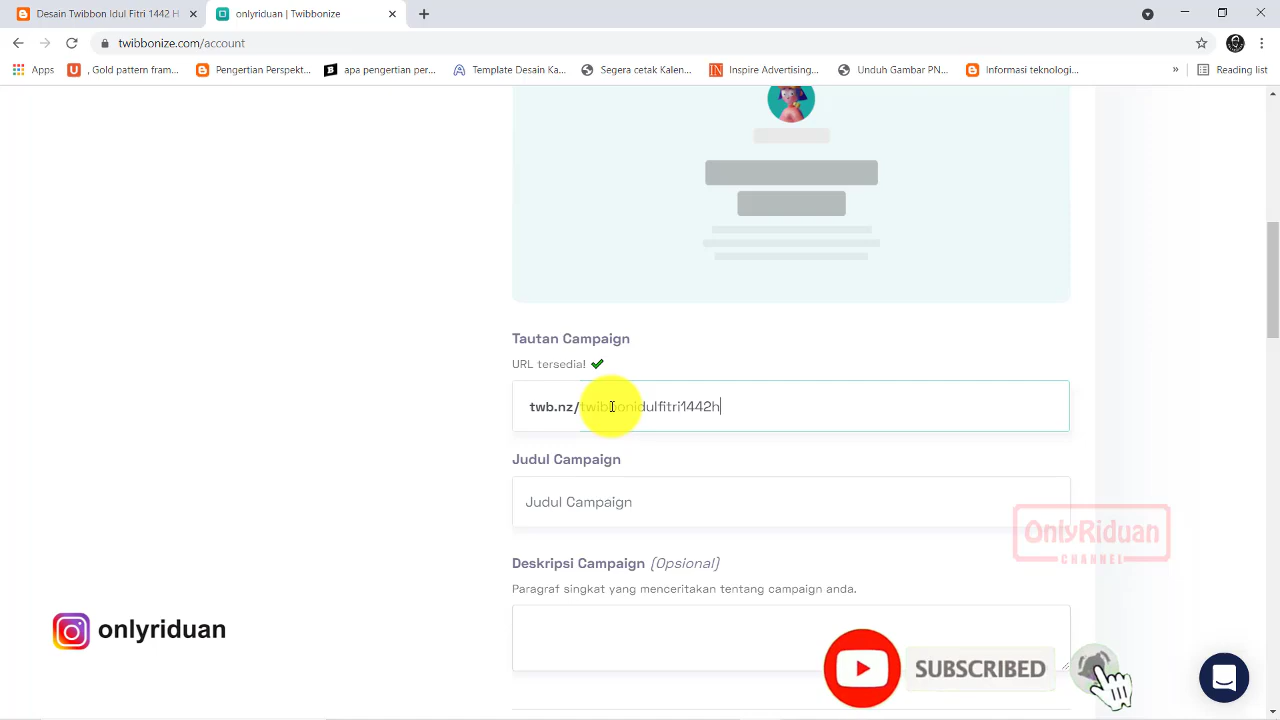 Desain Twibbon Idul Fitri 1442 H
onlyriduan | Twibbonize
twibbonize.com/account
Apps
, Gold pattern fram...
Pengertian Perspekt...
apa pengertian per...
Template Desain Ka...
Segera cetak Kalen...
Inspire Advertising...
Unduh Gambar PN...
Informasi teknologi...
»
Reading list
Tautan Campaign
URL tersedia!
twb.nz/twibbonidulfitri1442h
Judul Campaign
Judul Campaign
OnlyRiduan
CHANNEL
Deskripsi Campaign (Opsional)
Paragraf singkat yang menceritakan tentang campaign anda.
onlyriduan
SUBSCRIBED